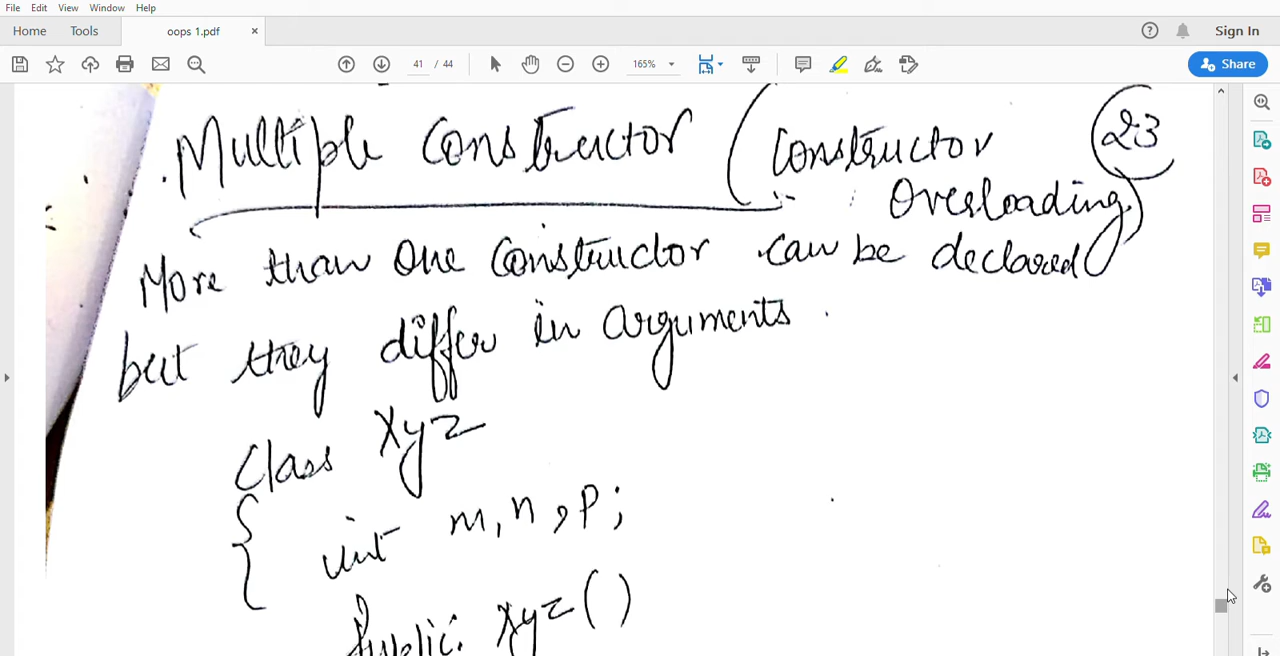 File Edit View Window Help
Home Tools oops 1.pdf × Sign In
41 / 44 165% Share
Multiple Constructor (Constructor 23
Overloading)
More than one Constructor can be declared
but they differ in arguments.
Class Xyz
{ int m, n, p;
Public: Xyz()